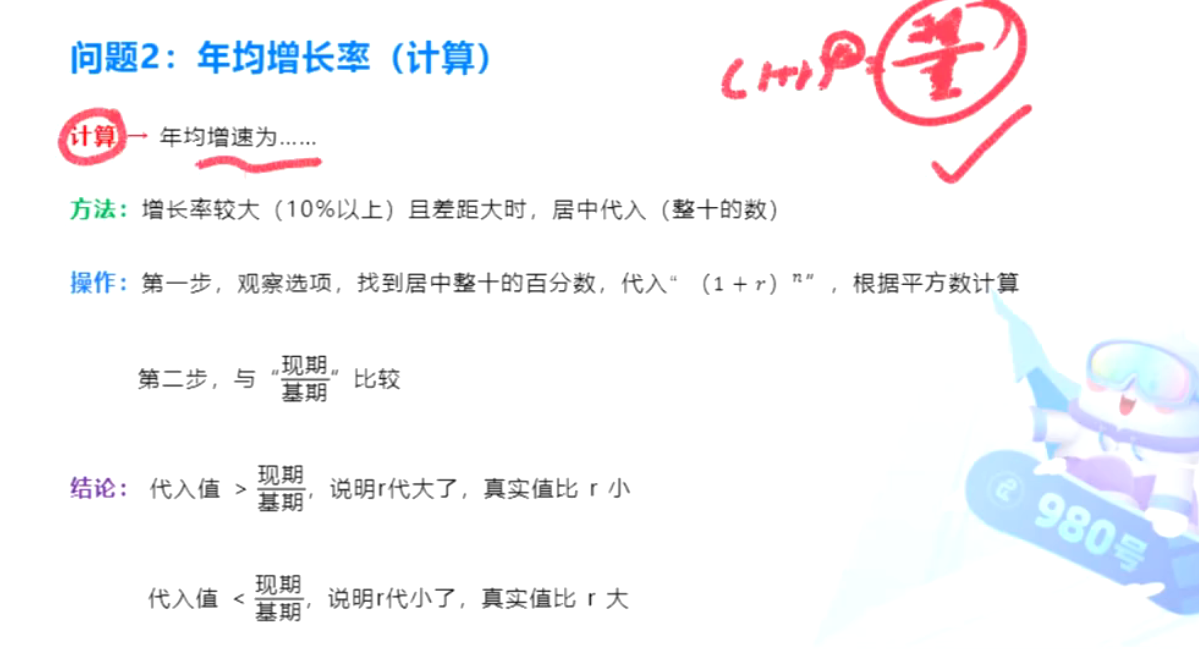 问题2：年均增长率（计算）
(1+r)ⁿ=现/基
计算→ 年均增速为……
方法：增长率较大（10%以上）且差距大时，居中代入（整十的数）
操作：第一步，观察选项，找到居中整十的百分数，代入“（1 + r）ⁿ”，根据平方数计算
第二步，与“现期/基期”比较
结论： 代入值 > 现期/基期，说明r代大了，真实值比 r 小
代入值 < 现期/基期，说明r代小了，真实值比 r 大
980号